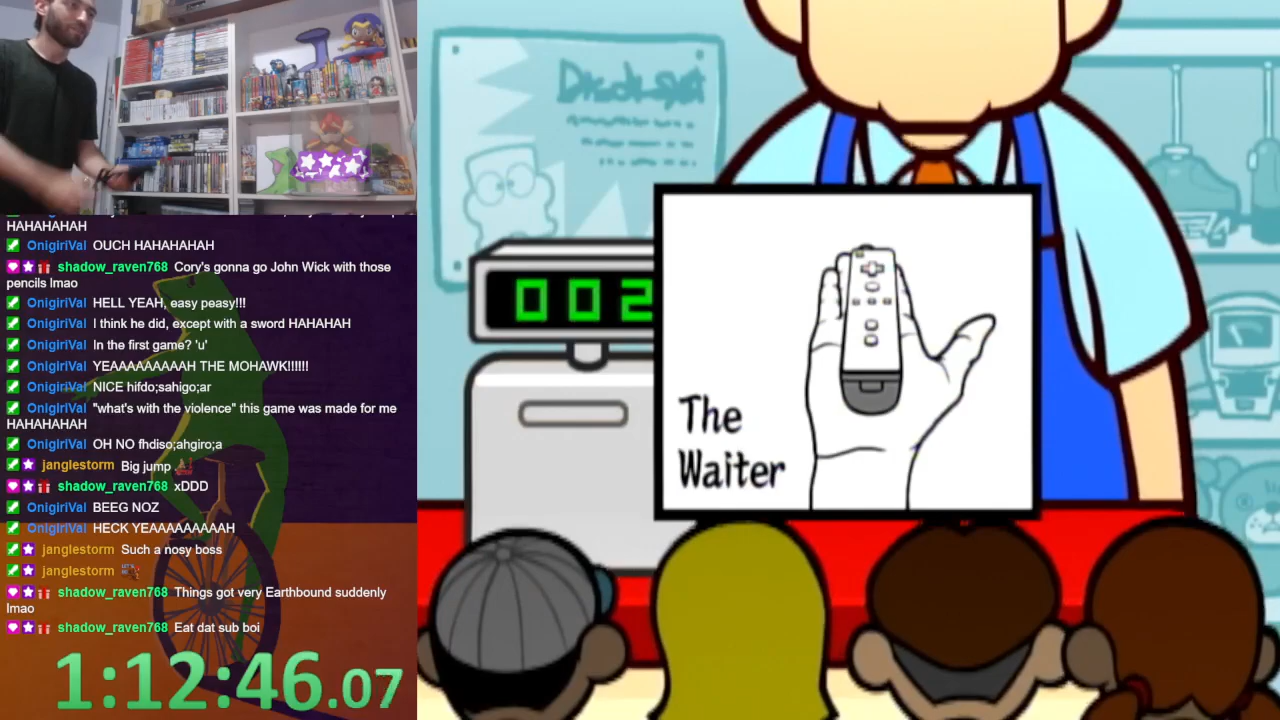 HAHAHAHAH
OnigiriVal OUCH HAHAHAHAH
shadow_raven768 Cory's gonna go John Wick with those
pencils lmao
OnigiriVal HELL YEAH, easy peasy!!!
OnigiriVal I think he did, except with a sword HAHAHAH
OnigiriVal In the first game? 'u'
OnigiriVal YEAAAAAAAAH THE MOHAWK!!!!!!
OnigiriVal NICE hifdo;sahigo;ar
OnigiriVal "what's with the violence" this game was made for me
HAHAHAHAH
OnigiriVal OH NO fhdiso;ahgiro;a
janglestorm Big jump
shadow_raven768 xDDD
OnigiriVal BEEG NOZ
OnigiriVal HECK YEAAAAAAAAH
janglestorm Such a nosy boss
janglestorm
shadow_raven768 Things got very Earthbound suddenly
lmao
shadow_raven768 Eat dat sub boi
1:12:46.07
002
The
Waiter